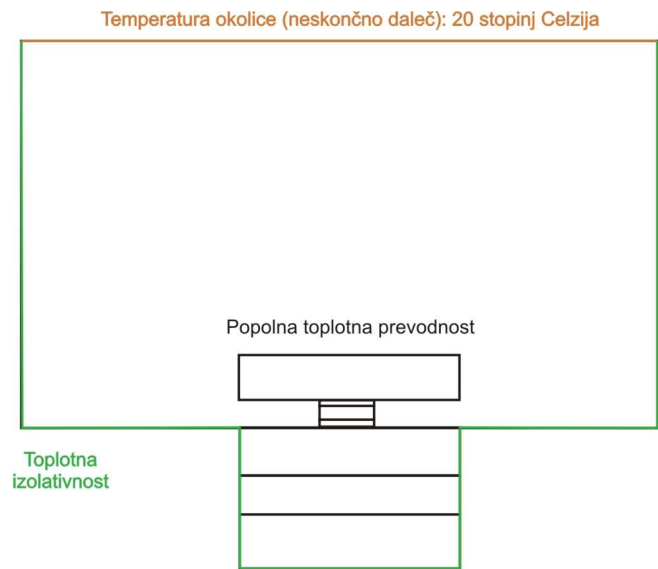 Temperatura okolice (neskončno daleč): 20 stopinj Celzija
Popolna toplotna prevodnost
Toplotna
izolativnost